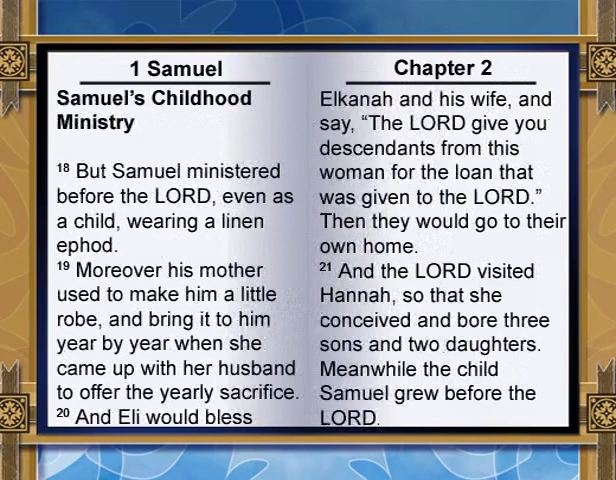 1 Samuel
Samuel’s Childhood
Ministry
18 But Samuel ministered
before the LORD, even as
a child, wearing a linen
ephod.
19 Moreover his mother
used to make him a little
robe, and bring it to him
year by year when she
came up with her husband
to offer the yearly sacrifice.
20 And Eli would bless
Chapter 2
Elkanah and his wife, and
say, “The LORD give you
descendants from this
woman for the loan that
was given to the LORD.”
Then they would go to their
own home.
21 And the LORD visited
Hannah, so that she
conceived and bore three
sons and two daughters.
Meanwhile the child
Samuel grew before the
LORD.